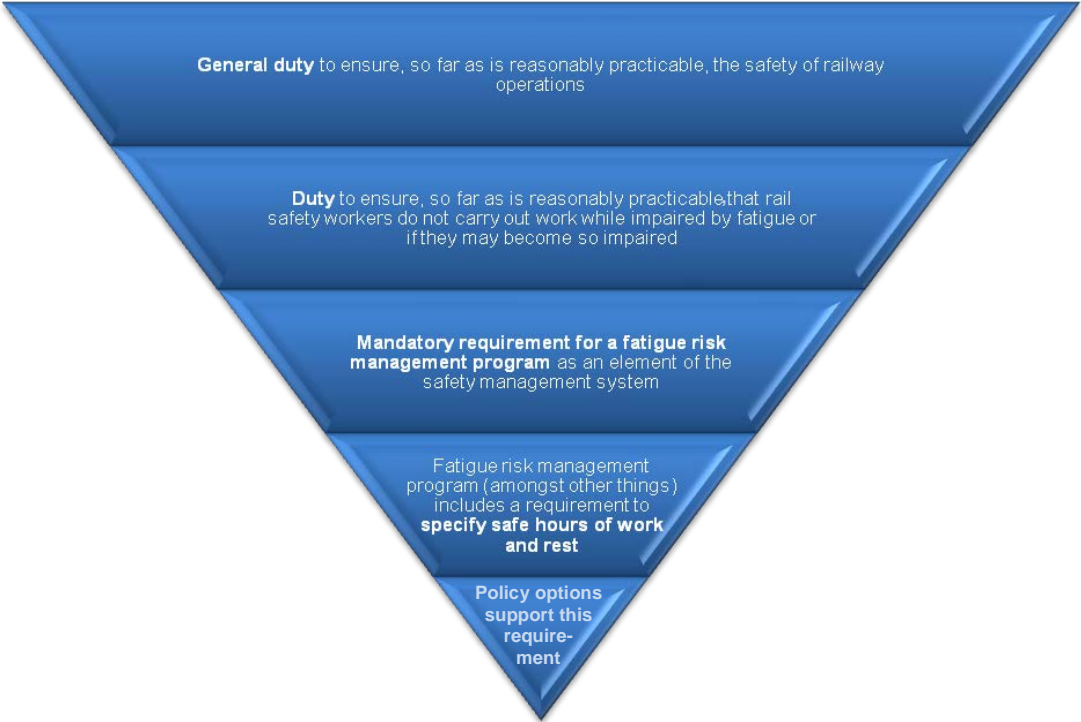 General duty to ensure, so far as is reasonably practicable, the safety of railway
operations
Duty to ensure, so far as is reasonably practicable, that rail
safety workers do not carry out work while impaired by fatigue or
if they may become so impaired
Mandatory requirement for a fatigue risk
management program as an element of the
safety management system
Fatigue risk management
program (amongst other things)
includes a requirement to
specify safe hours of work
and rest
Policy options
support this
require-
ment